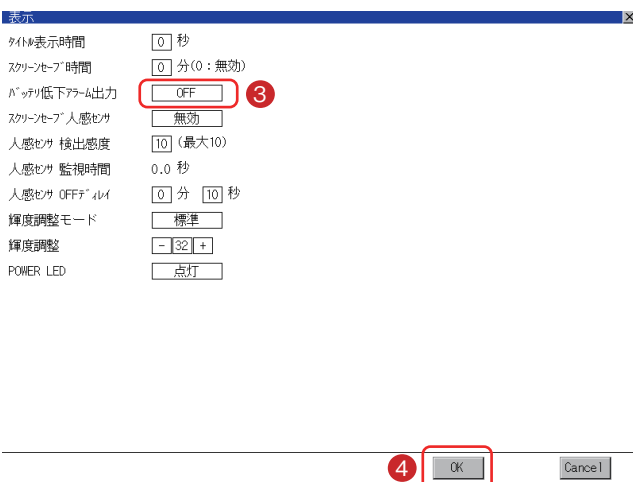 表示
ﾀｲﾄﾙ表示時間 0 秒
ｽｸﾘｰﾝｾｰﾌﾞ時間 0 分(0:無効)
ﾊﾞｯﾃﾘ低下ｱﾗｰﾑ出力 OFF 3
ｽｸﾘｰﾝｾｰﾌﾞ人感ｾﾝｻ 無効
人感ｾﾝｻ 検出感度 10 (最大10)
人感ｾﾝｻ 監視時間 0.0 秒
人感ｾﾝｻ OFFﾃﾞｨﾚｲ 0 分 10 秒
輝度調整モード 標準
輝度調整 - 32 +
POWER LED 点灯
4 OK Cancel